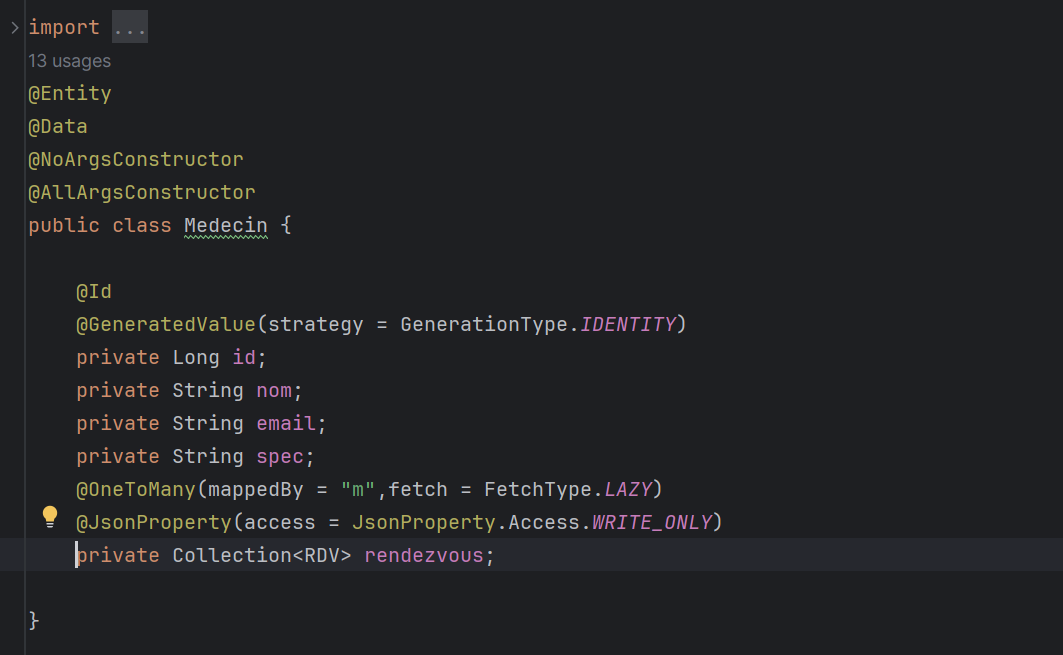 import ...
13 usages
@Entity
@Data
@NoArgsConstructor
@AllArgsConstructor
public class Medecin {
@Id
@GeneratedValue(strategy = GenerationType.IDENTITY)
private Long id;
private String nom;
private String email;
private String spec;
@OneToMany(mappedBy = "m",fetch = FetchType.LAZY)
@JsonProperty(access = JsonProperty.Access.WRITE_ONLY)
private Collection<RDV> rendezvous;
}